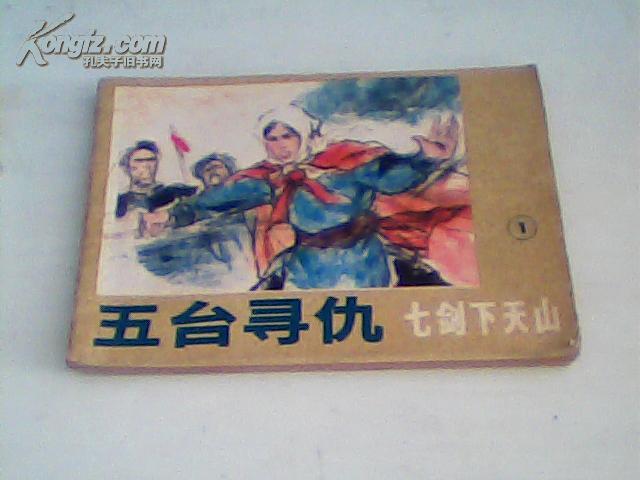 Kongfz.com
孔夫子旧书网
1
五台寻仇 七剑下天山